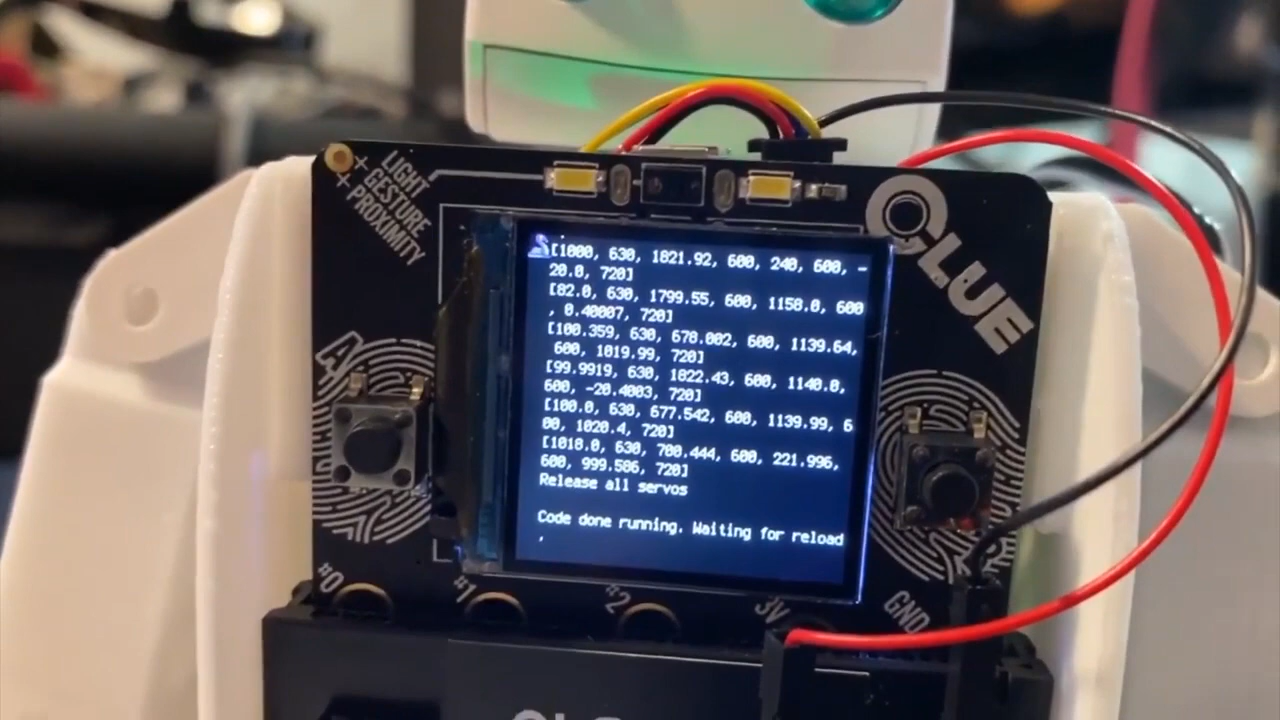 LIGHT
+ GESTURE
+ PROXIMITY
CLUE
[1000, 630, 1821.92, 600, 240, 600, -
20.0, 720]
[82.0, 630, 1799.55, 600, 1158.0, 600
, 0.40007, 720]
[100.359, 630, 678.002, 600, 1139.64,
600, 1019.99, 720]
[99.9919, 630, 1822.43, 600, 1140.0,
600, -20.4003, 720]
[100.0, 630, 677.542, 600, 1139.99, 6
00, 1020.4, 720]
[1018.0, 630, 700.444, 600, 221.996,
600, 999.586, 720]
Release all servos
Code done running. Waiting for reload
A
#0
#1
#2
3V
GND